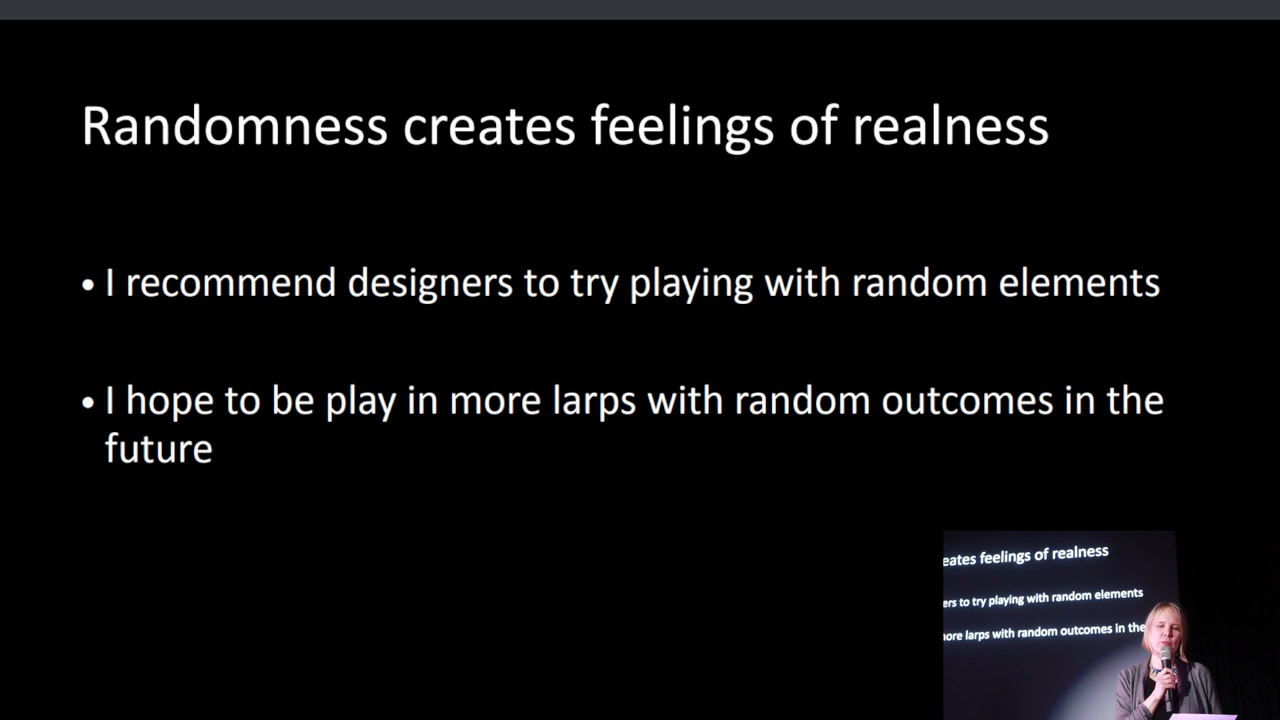 Randomness creates feelings of realness
• I recommend designers to try playing with random elements
• I hope to be play in more larps with random outcomes in the
future
eates feelings of realness
ers to try playing with random elements
ore larps with random outcomes in the